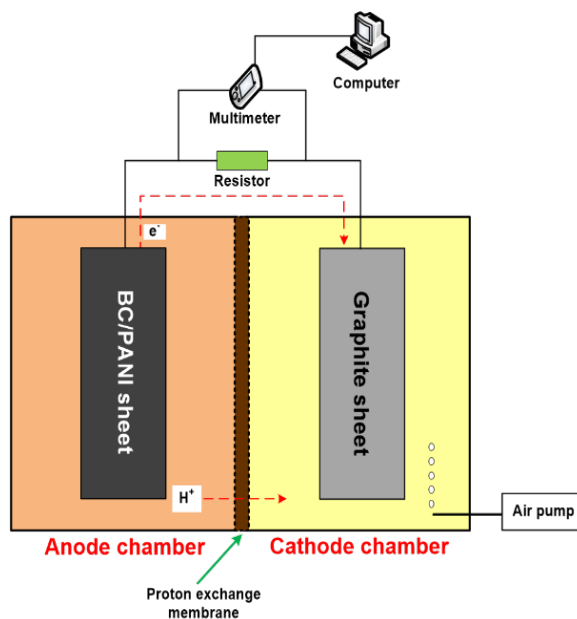 Computer
Multimeter
Resistor
e-
BC/PANI sheet
Graphite sheet
H+
Air pump
Anode chamber
Cathode chamber
Proton exchange
membrane